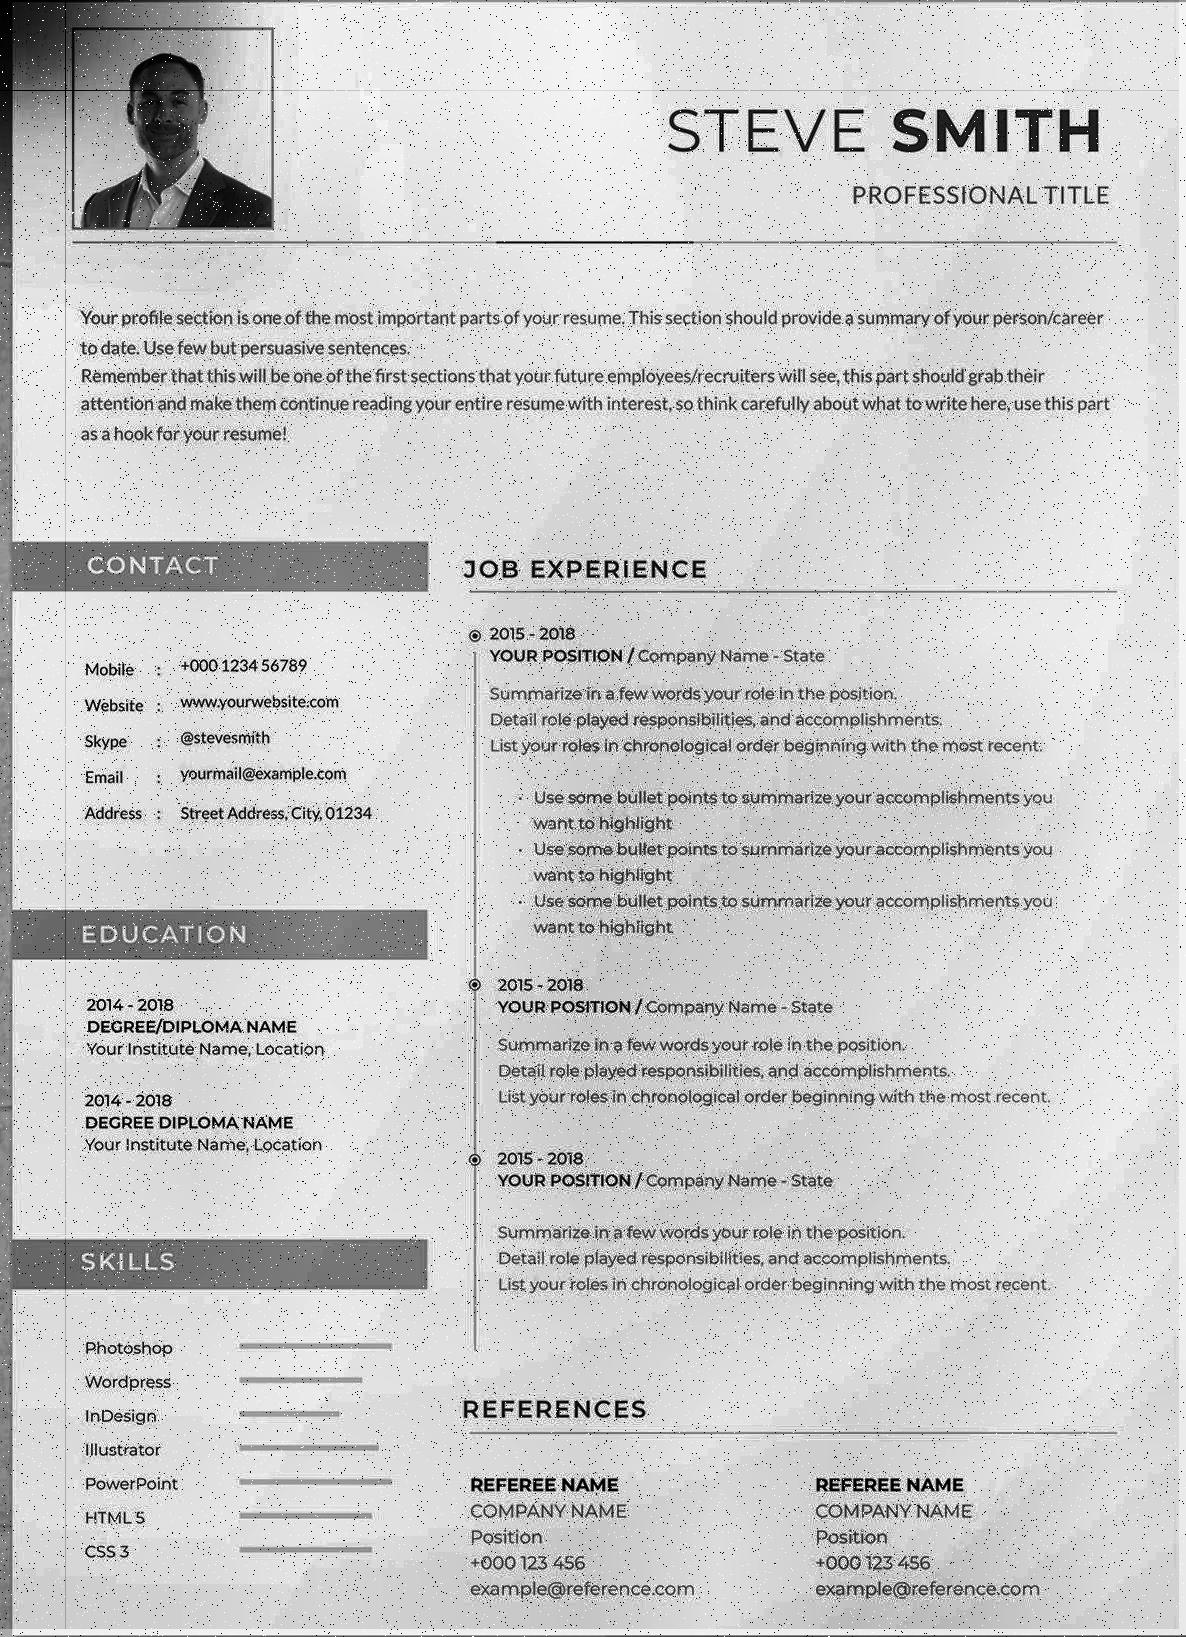 STEVE SMITH
PROFESSIONAL TITLE
Your profile section is one of the most important parts of your resume. This section should provide a summary of your person/career
to date. Use few but persuasive sentences.
Remember that this will be one of the first sections that your future employees/recruiters will see, this part should grab their
attention and make them continue reading your entire resume with interest, so think carefully about what to write here, use this part
as a hook for your resume!
CONTACT
Mobile : +000 1234 56789
Website : www.yourwebsite.com
Skype : @stevesmith
Email : yourmail@example.com
Address : Street Address, City, 01234
EDUCATION
2014 - 2018
DEGREE/DIPLOMA NAME
Your Institute Name, Location
2014 - 2018
DEGREE DIPLOMA NAME
Your Institute Name, Location
SKILLS
Photoshop
Wordpress
InDesign
Illustrator
PowerPoint
HTML 5
CSS 3
JOB EXPERIENCE
2015 - 2018
YOUR POSITION / Company Name - State
Summarize in a few words your role in the position.
Detail role played responsibilities, and accomplishments.
List your roles in chronological order beginning with the most recent.
· Use some bullet points to summarize your accomplishments you
want to highlight
· Use some bullet points to summarize your accomplishments you
want to highlight
· Use some bullet points to summarize your accomplishments you
want to highlight
2015 - 2018
YOUR POSITION / Company Name - State
Summarize in a few words your role in the position.
Detail role played responsibilities, and accomplishments.
List your roles in chronological order beginning with the most recent.
2015 - 2018
YOUR POSITION / Company Name - State
Summarize in a few words your role in the position.
Detail role played responsibilities, and accomplishments.
List your roles in chronological order beginning with the most recent.
REFERENCES
REFEREE NAME
COMPANY NAME
Position
+000 123 456
example@reference.com
REFEREE NAME
COMPANY NAME
Position
+000 123 456
example@reference.com